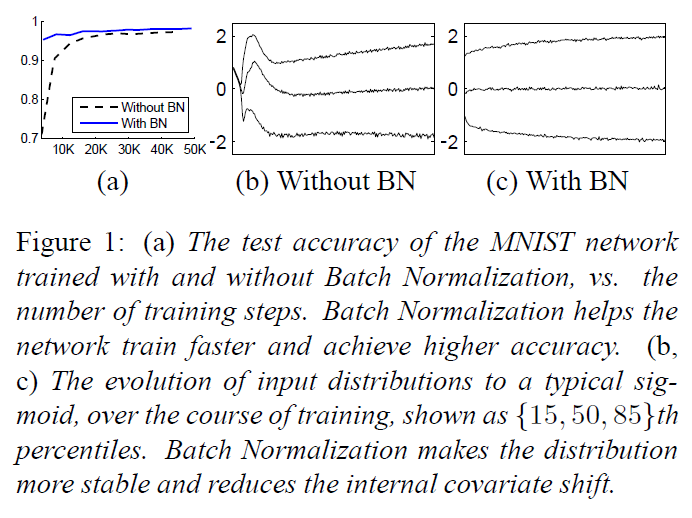 1
0.9
0.8
0.7
10K 20K 30K 40K 50K
Without BN
With BN
2
0
-2
2
0
-2
(a)
(b) Without BN
(c) With BN
Figure 1: (a) The test accuracy of the MNIST network
trained with and without Batch Normalization, vs. the
number of training steps. Batch Normalization helps the
network train faster and achieve higher accuracy. (b,
c) The evolution of input distributions to a typical sig-
moid, over the course of training, shown as {15, 50, 85}th
percentiles. Batch Normalization makes the distribution
more stable and reduces the internal covariate shift.